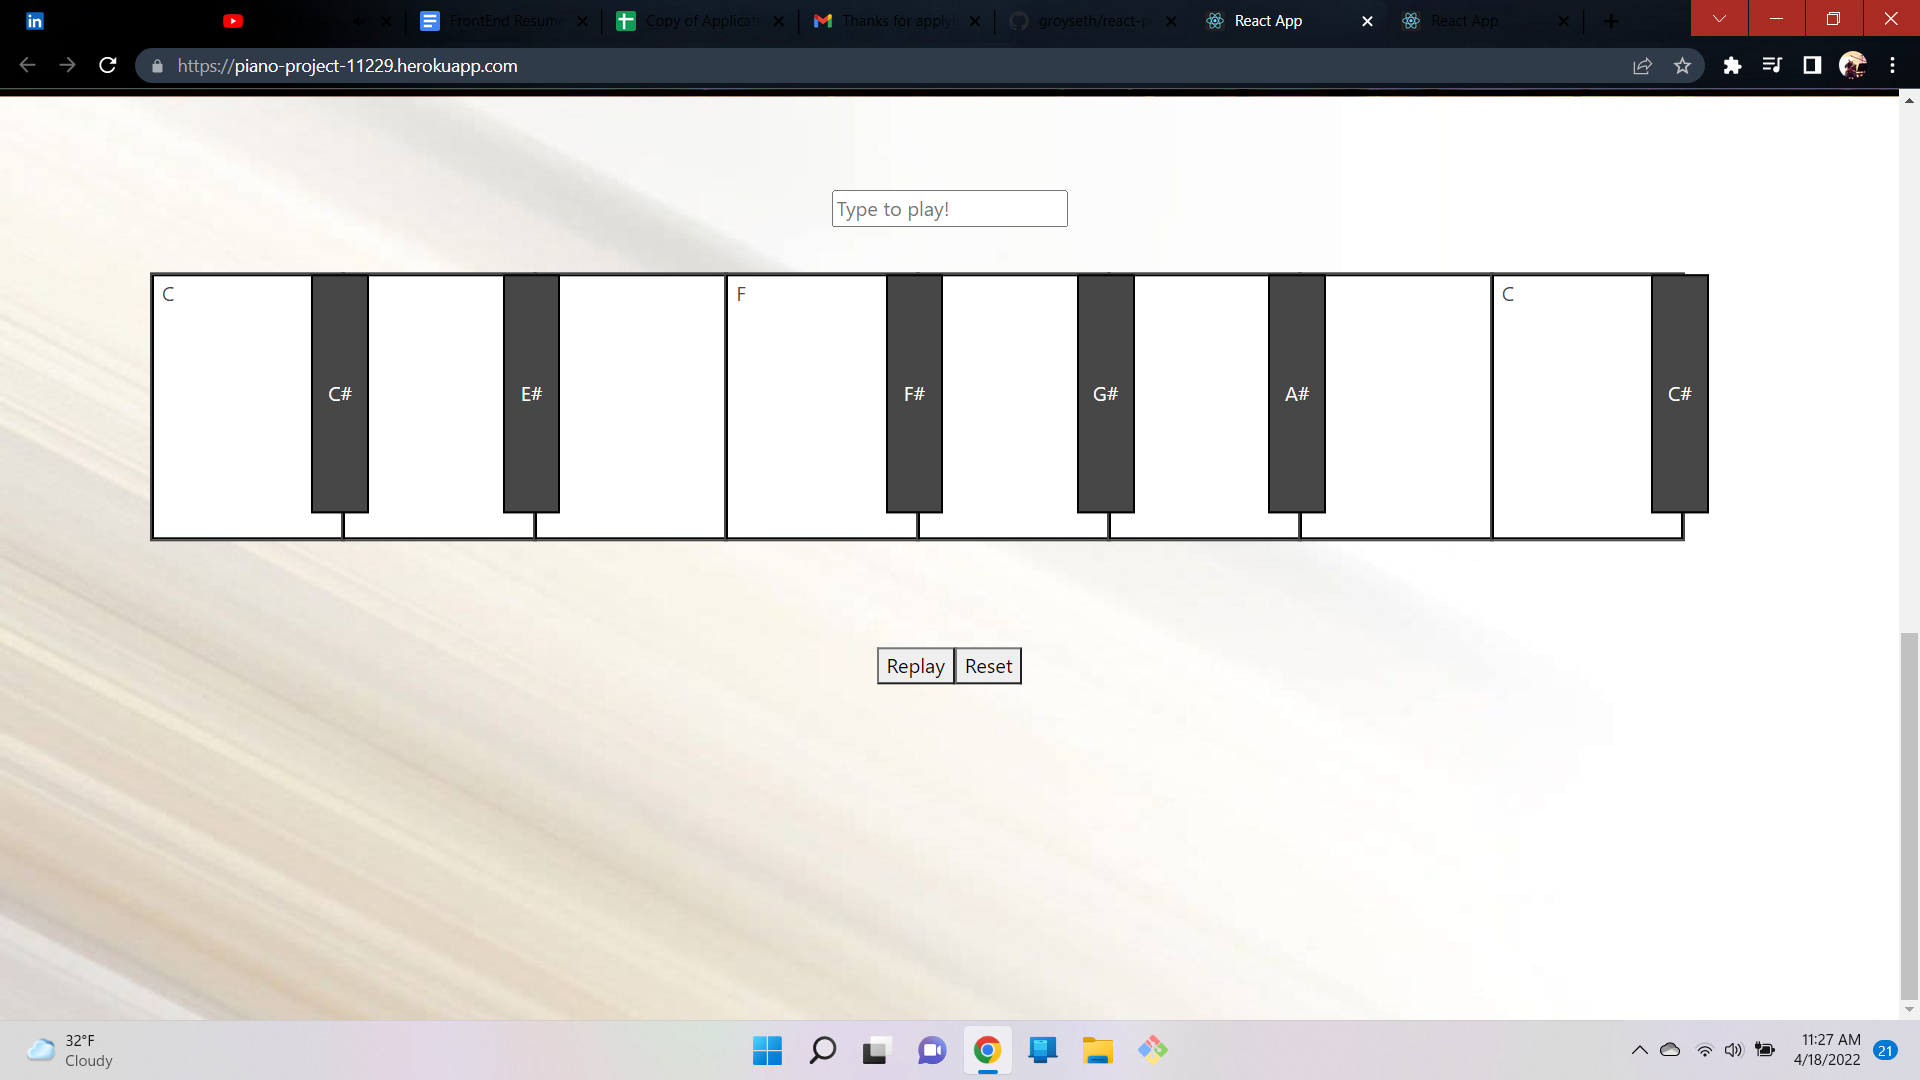 in
FrontEnd Resum
Copy of Applicat
Thanks for apply
groyseth/react-p
React App
React App
https://piano-project-11229.herokuapp.com
Type to play!
C
F
C
C#
E#
F#
G#
A#
C#
Replay
Reset
32°F
Cloudy
11:27 AM
4/18/2022
21